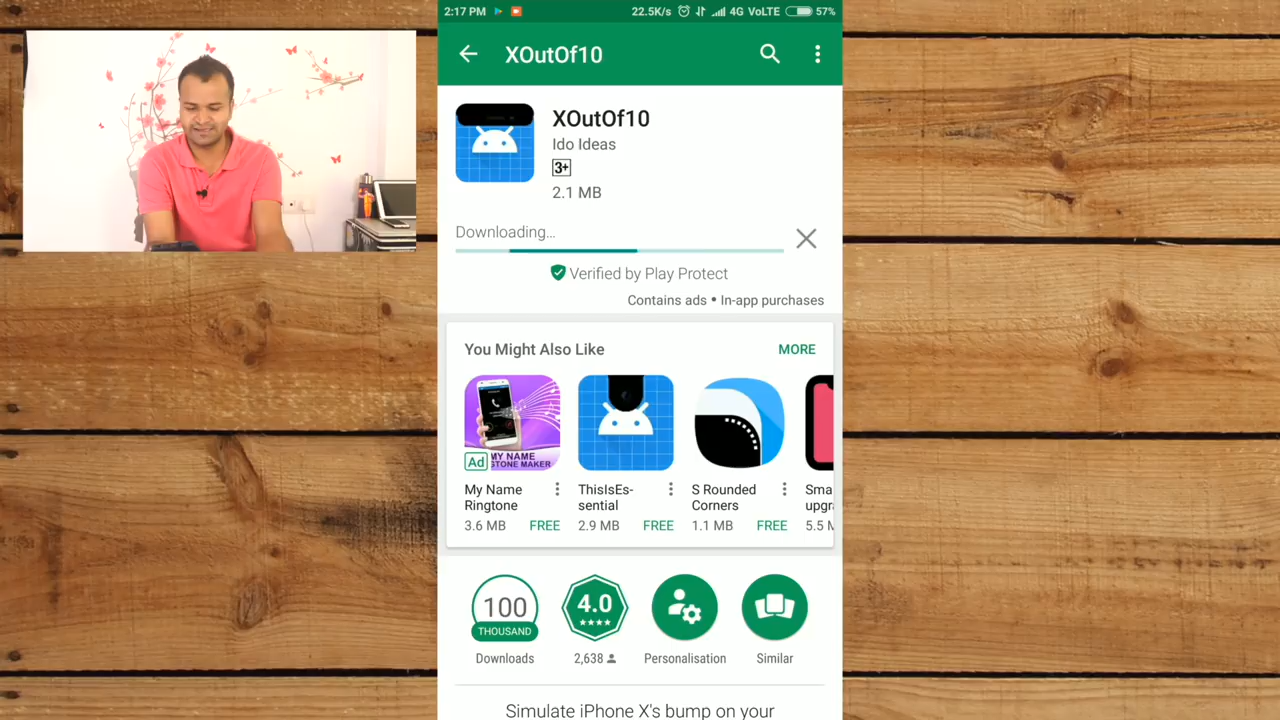 2:17 PM
22.5K/s 4G VoLTE 57%
XOutOf10
XOutOf10
Ido Ideas
3+
2.1 MB
Downloading...
Verified by Play Protect
Contains ads • In-app purchases
You Might Also Like
MORE
MY NAME
Ad
My Name
Ringtone
3.6 MB FREE
ThisIsEs-
sential
2.9 MB FREE
S Rounded
Corners
1.1 MB FREE
5.5
100
THOUSAND
Downloads
4.0
2,638
Personalisation
Similar
Simulate iPhone X's bump on your